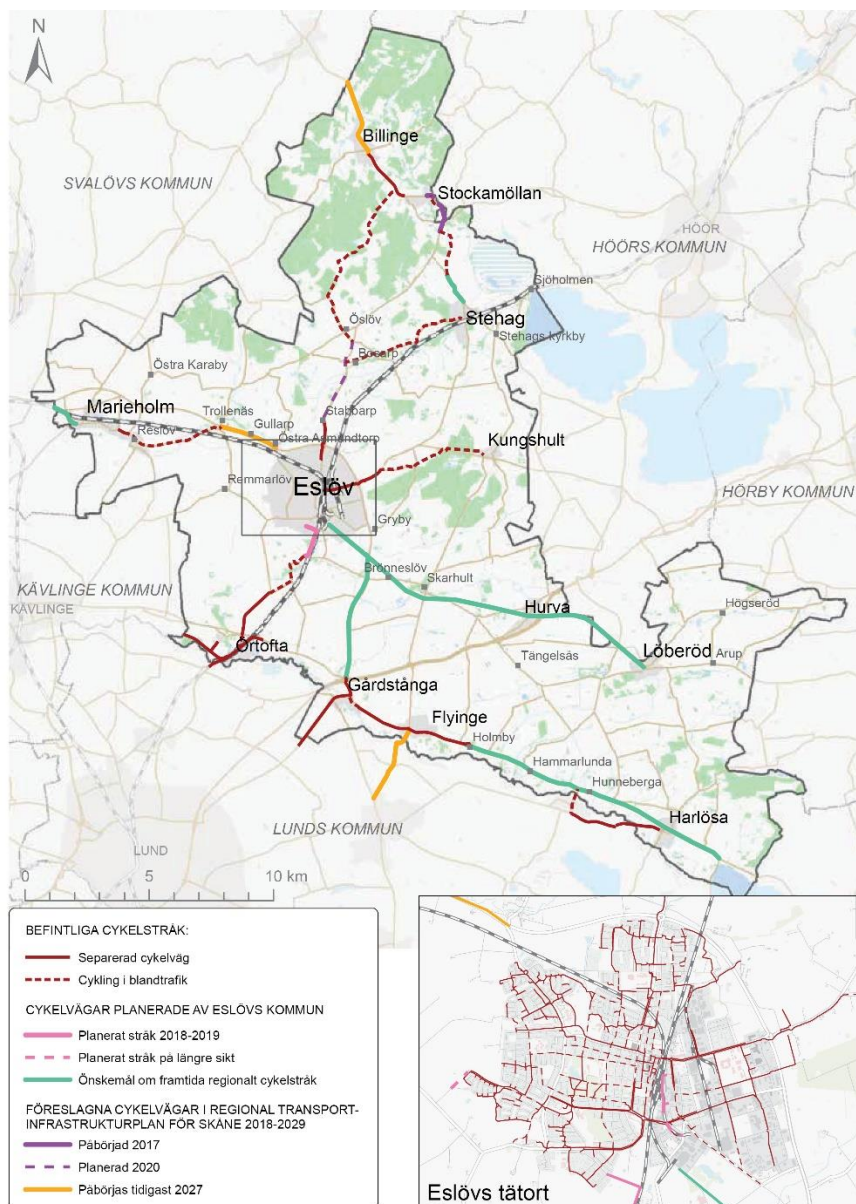 N
Billinge
SVALÖVS KOMMUN
Stockamöllan
HÖÖR
HÖÖRS KOMMUN
Sjöholmen
Öslöv
Stehag
Stehags kyrkby
Bosarp
Östra Karaby
Marieholm
Trollenäs
Stabbarp
Gullarp
Reslöv
Östra Asmundtorp
Kungshult
Remmarlöv
Eslöv
HÖRBY KOMMUN
Gryby
KÄVLINGE KOMMUN
KÄVLINGE
Brönneslöv
Skarhult
Hurva
Högseröd
Örtofta
Löberöd
Tängelsås
Arup
Gårdstånga
Flyinge
Holmby
Hammarlunda
Hunneberga
Harlösa
LUNDS KOMMUN
LUND
0 5 10 km
BEFINTLIGA CYKELSTRÅK:
Separerad cykelväg
Cykling i blandtrafik
CYKELVÄGAR PLANERADE AV ESLÖVS KOMMUN
Planerat stråk 2018-2019
Planerat stråk på längre sikt
Önskemål om framtida regionalt cykelstråk
FÖRESLAGNA CYKELVÄGAR I REGIONAL TRANSPORT-
INFRASTRUKTURPLAN FÖR SKÅNE 2018-2029
Påbörjad 2017
Planerad 2020
Påbörjas tidigast 2027
Eslövs tätort